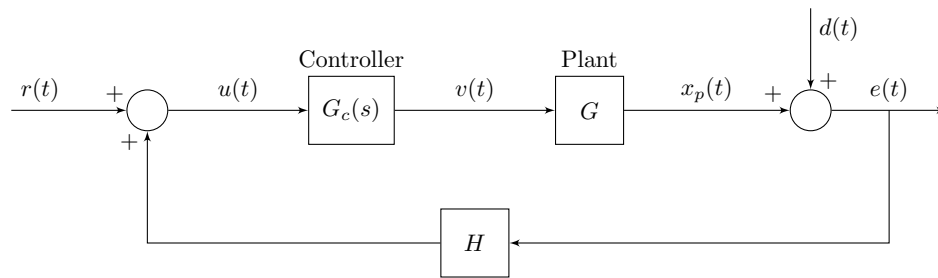 d(t)
Controller
Plant
r(t)
+
u(t)
G_c(s)
v(t)
G
x_p(t)
+
+
e(t)
+
H